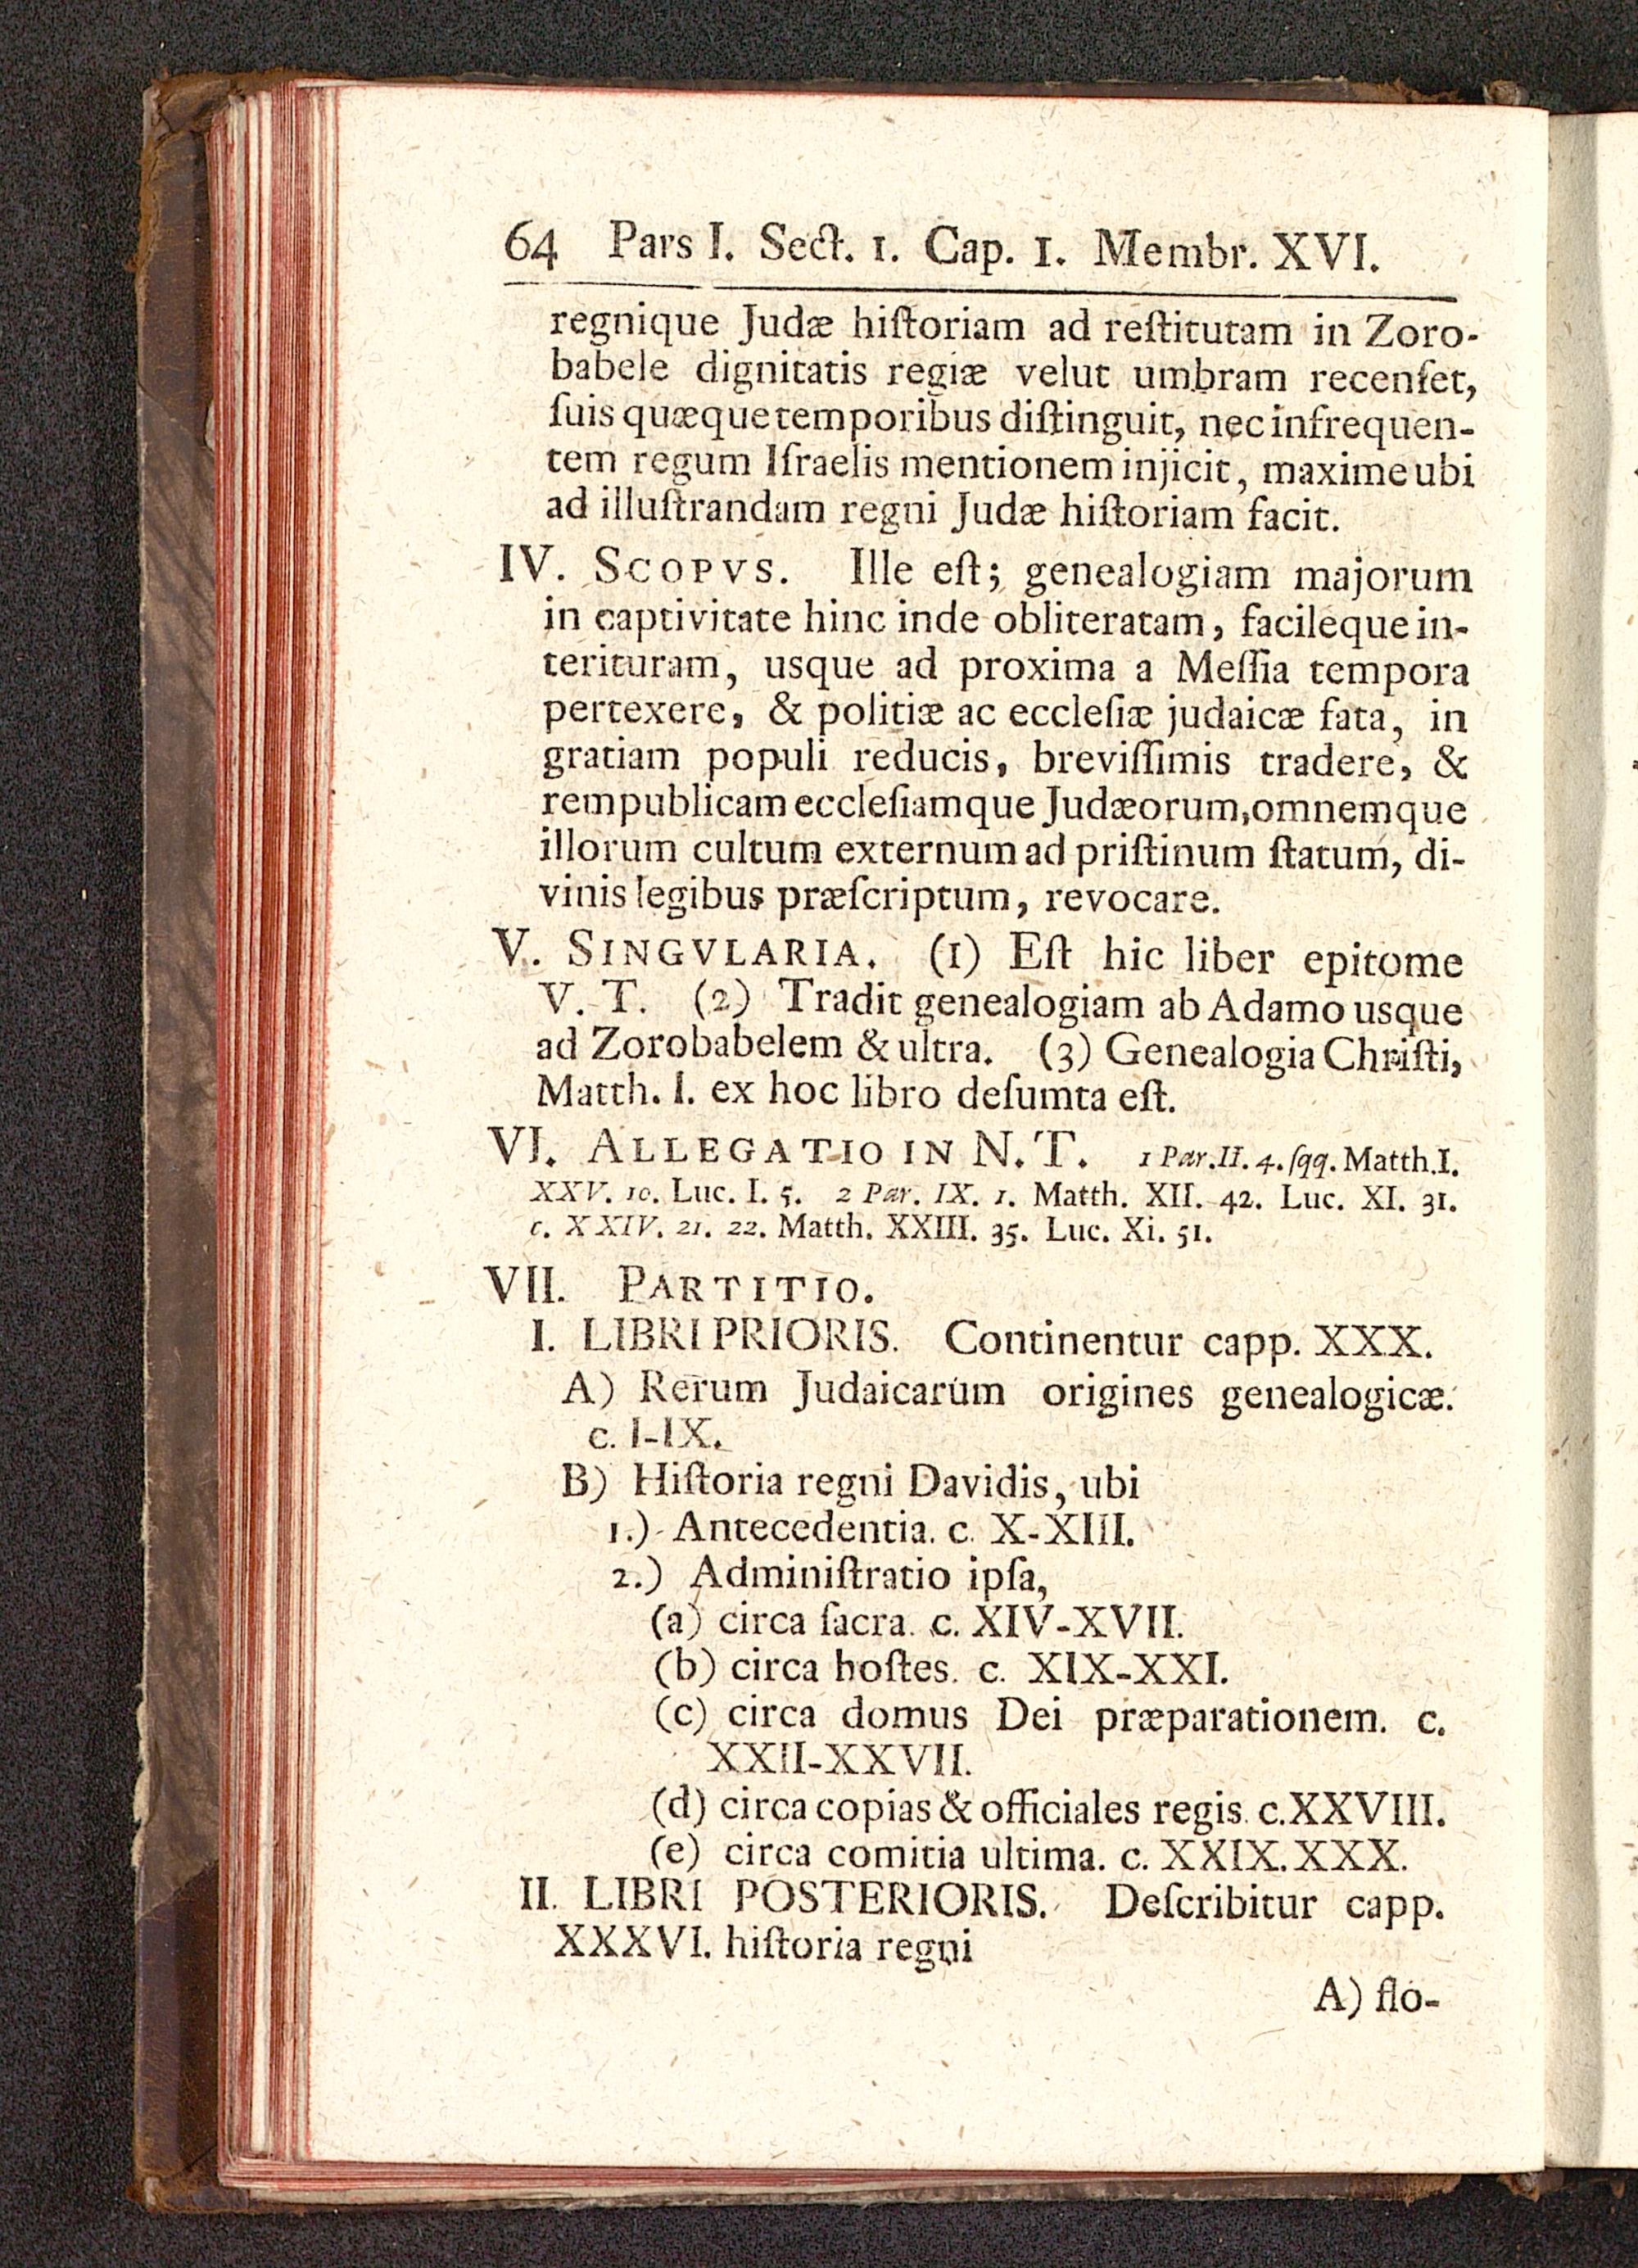 64 Pars I. Sect. 1. Cap. 1. Membr. XVI.
regnique Judæ hiſtoriam ad reſtitutam in Zoro-
babele dignitatis regiæ velut umbram recenſet,
ſuis quæque temporibus diſtinguit, nec infrequen-
tem regum Iſraelis mentionem injicit, maxime ubi
ad illuſtrandam regni Judæ hiſtoriam facit.
IV. SCOPVS. Ille eſt; genealogiam majorum
in captivitate hinc inde obliteratam, facileque in-
terituram, usque ad proxima a Meſſia tempora
pertexere, & politiæ ac eccleſiæ judaicæ fata, in
gratiam populi reducis, breviſſimis tradere, &
rempublicam eccleſiamque Judæorum, omnemque
illorum cultum externum ad priſtinum ſtatum, di-
vinis legibus præſcriptum, revocare.
V. SINGVLARIA. (1) Eſt hic liber epitome
V. T. (2) Tradit genealogiam ab Adamo usque
ad Zorobabelem & ultra. (3) Genealogia Chriſti,
Matth. I. ex hoc libro deſumta eſt.
VI. ALLEGATIO IN N. T. 1 Par. II. 4. ſqq. Matth. I.
XXV. 10. Luc. I. 5. 2 Par. IX. 1. Matth. XII. 42. Luc. XI. 31.
c. XXIV. 21. 22. Matth. XXIII. 35. Luc. Xi. 51.
VII. PARTITIO.
I. LIBRI PRIORIS. Continentur capp. XXX.
A) Rerum Judaicarum origines genealogicæ.
c. I-IX.
B) Hiſtoria regni Davidis, ubi
1.) Antecedentia. c. X-XIII.
2.) Adminiſtratio ipſa,
(a) circa ſacra. c. XIV-XVII.
(b) circa hoſtes. c. XIX-XXI.
(c) circa domus Dei præparationem. c.
XXII-XXVII.
(d) circa copias & officiales regis. c. XXVIII.
(e) circa comitia ultima. c. XXIX. XXX.
II. LIBRI POSTERIORIS. Deſcribitur capp.
XXXVI. hiſtoria regni
A) flo-